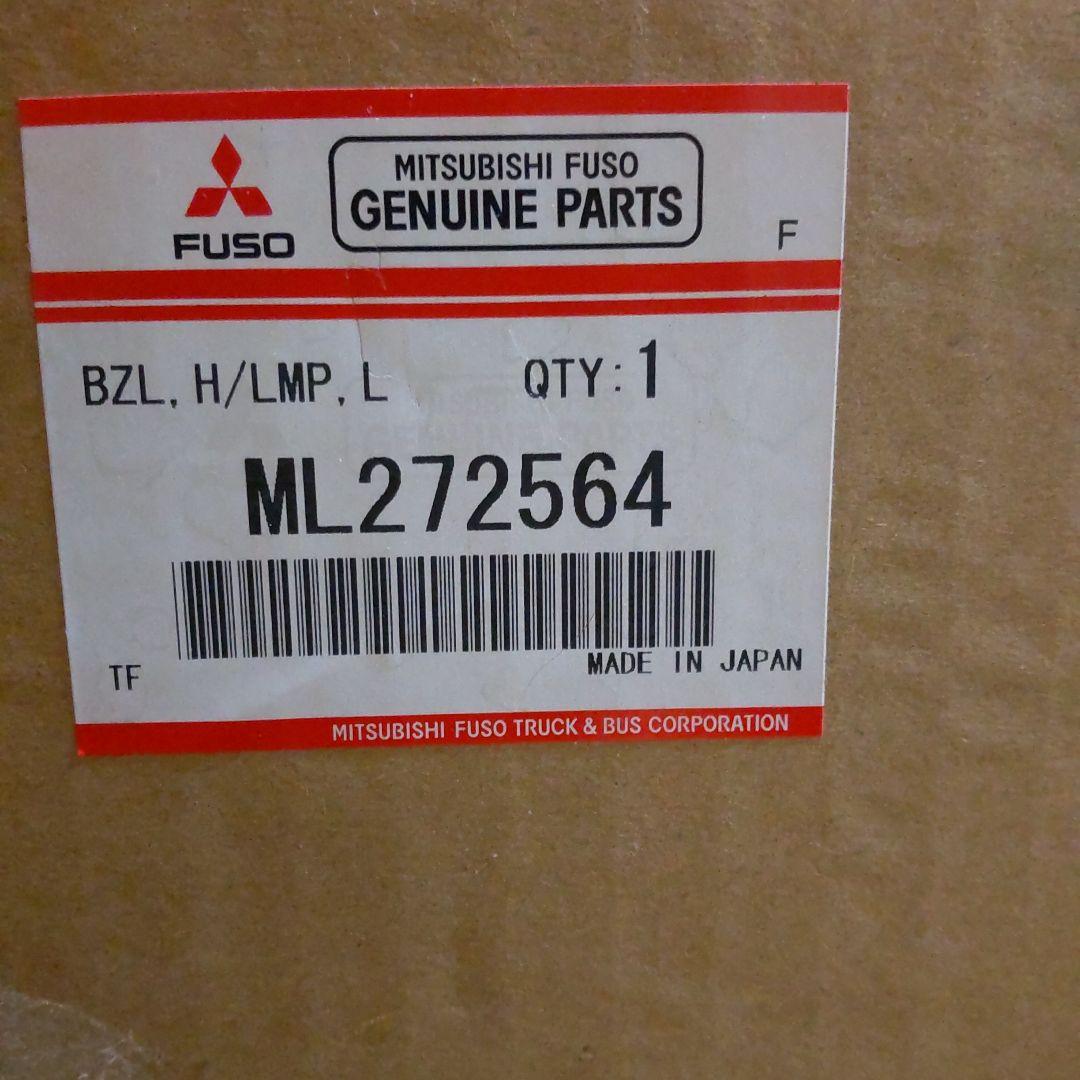 MITSUBISHI FUSO
GENUINE PARTS
FUSO
F
BZL, H/LMP, L QTY:1
ML272564
MADE IN JAPAN
TF
MITSUBISHI FUSO TRUCK & BUS CORPORATION